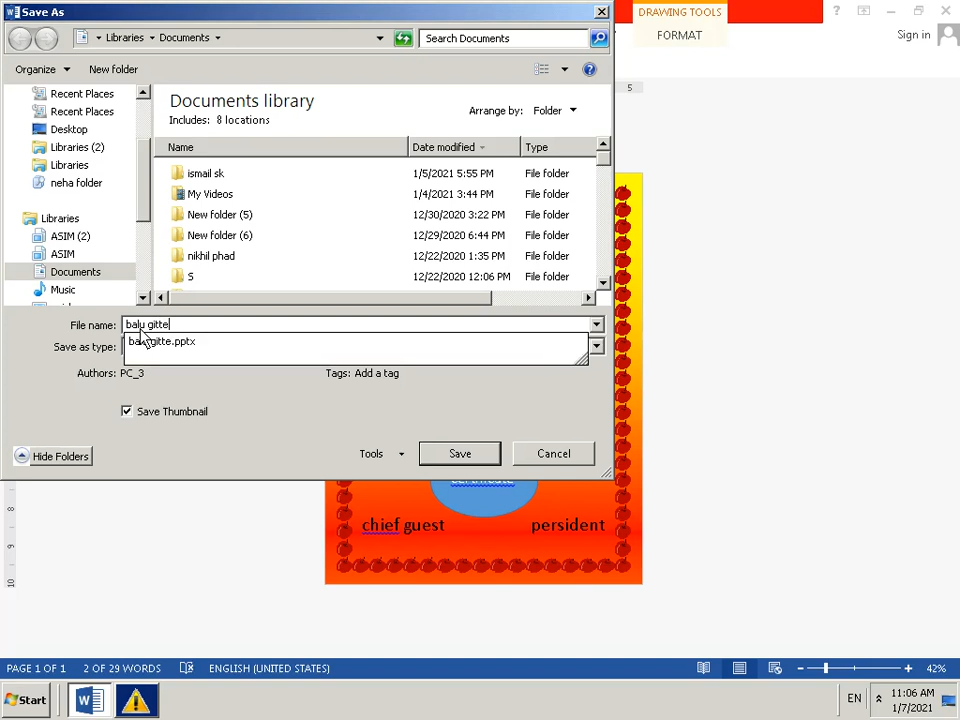 Save As
DRAWING TOOLS
FORMAT
Sign in
Libraries
Documents
Search Documents
Organize
New folder
5
Recent Places
Recent Places
Desktop
Libraries (2)
Libraries
neha folder
Libraries
ASIM (2)
ASIM
Documents
Music
Documents library
Includes: 8 locations
Arrange by: Folder
Name Date modified Type
ismail sk 1/5/2021 5:55 PM File folder
My Videos 1/4/2021 3:44 PM File folder
New folder (5) 12/30/2020 3:22 PM File folder
New folder (6) 12/29/2020 6:44 PM File folder
nikhil phad 12/22/2020 1:35 PM File folder
S 12/22/2020 12:06 PM File folder
File name: balu gitte
gitte.pptx
Save as type:
Authors: PC_3 Tags: Add a tag
Save Thumbnail
Hide Folders
Tools
Save
Cancel
8
9
10
chief guest persident
PAGE 1 OF 1 2 OF 29 WORDS ENGLISH (UNITED STATES) 42%
Start
EN
11:06 AM
1/7/2021